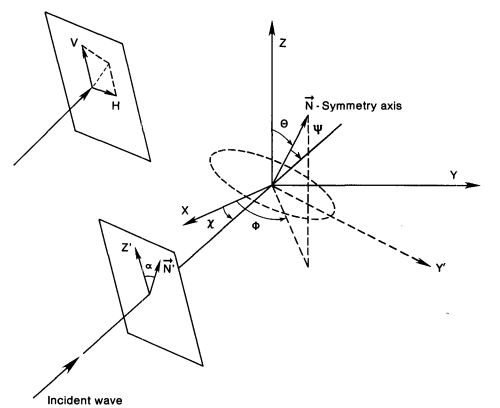 Z
V
H
N - Symmetry axis
Θ
Ψ
Y
X
χ
Φ
Z'
α
N'
Y'
Incident wave